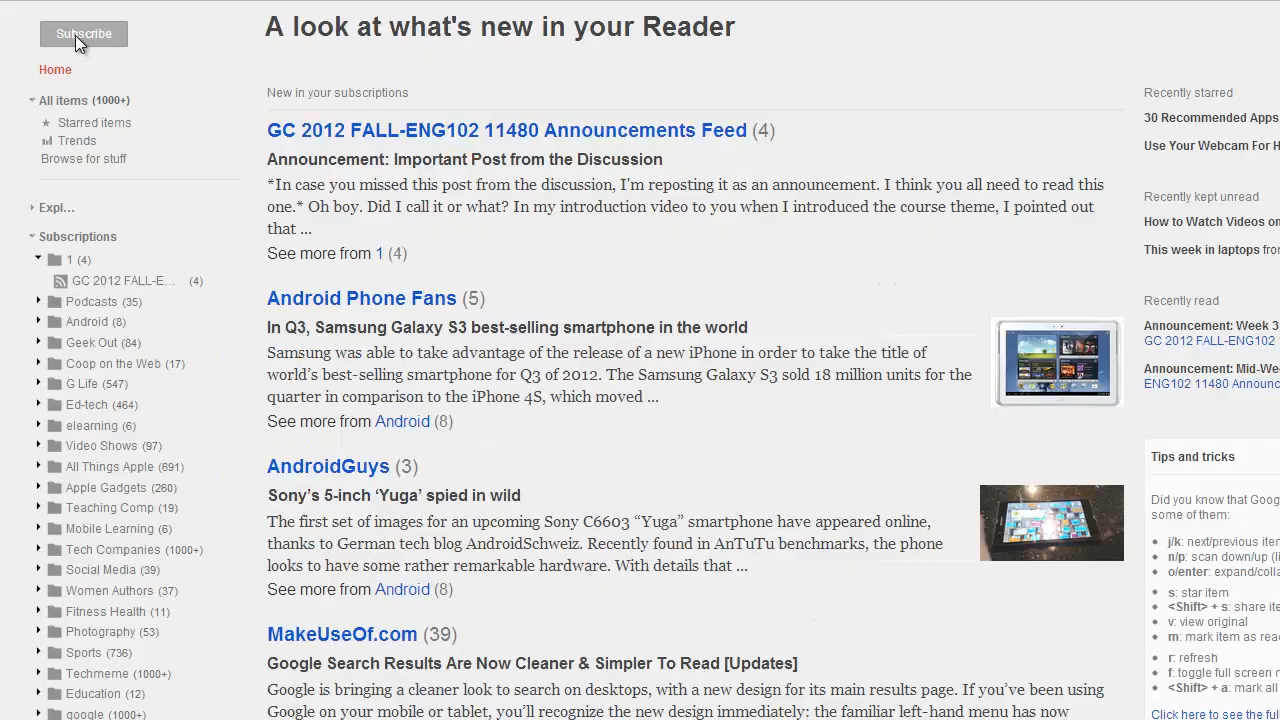 Subscribe
Home
All items (1000+)
Starred items
Trends
Browse for stuff
Expl...
Subscriptions
1 (4)
GC 2012 FALL-E... (4)
Podcasts (35)
Android (8)
Geek Out (84)
Coop on the Web (17)
G Life (547)
Ed-tech (464)
elearning (6)
Video Shows (97)
All Things Apple (691)
Apple Gadgets (260)
Teaching Comp (19)
Mobile Learning (6)
Tech Companies (1000+)
Social Media (39)
Women Authors (37)
Fitness Health (11)
Photography (53)
Sports (736)
Techmeme (1000+)
Education (12)
google (1000+)
A look at what's new in your Reader
New in your subscriptions
GC 2012 FALL-ENG102 11480 Announcements Feed (4)
Announcement: Important Post from the Discussion
*In case you missed this post from the discussion, I'm reposting it as an announcement. I think you all need to read this
one.* Oh boy. Did I call it or what? In my introduction video to you when I introduced the course theme, I pointed out
that ...
See more from 1 (4)
Android Phone Fans (5)
In Q3, Samsung Galaxy S3 best-selling smartphone in the world
Samsung was able to take advantage of the release of a new iPhone in order to take the title of
world's best-selling smartphone for Q3 of 2012. The Samsung Galaxy S3 sold 18 million units for the
quarter in comparison to the iPhone 4S, which moved ...
See more from Android (8)
AndroidGuys (3)
Sony's 5-inch ‘Yuga’ spied in wild
The first set of images for an upcoming Sony C6603 “Yuga” smartphone have appeared online,
thanks to German tech blog AndroidSchweiz. Recently found in AnTuTu benchmarks, the phone
looks to have some rather remarkable hardware. With details that ...
See more from Android (8)
MakeUseOf.com (39)
Google Search Results Are Now Cleaner & Simpler To Read [Updates]
Google is bringing a cleaner look to search on desktops, with a new design for its main results page. If you've been using
Google on your mobile or tablet, you'll recognize the new design immediately: the familiar left-hand menu has now
Recently starred
30 Recommended Apps
Use Your Webcam For H
Recently kept unread
How to Watch Videos on
This week in laptops from
Recently read
Announcement: Week 3
GC 2012 FALL-ENG102
Announcement: Mid-We
ENG102 11480 Announc
Tips and tricks
Did you know that Goog
some of them:
j/k: next/previous iter
n/p: scan down/up (li
o/enter: expand/colla
s: star item
<Shift> + s: share ite
v: view original
m: mark item as rea
r: refresh
f: toggle full screen
<Shift> + a: mark all
Click here to see the full